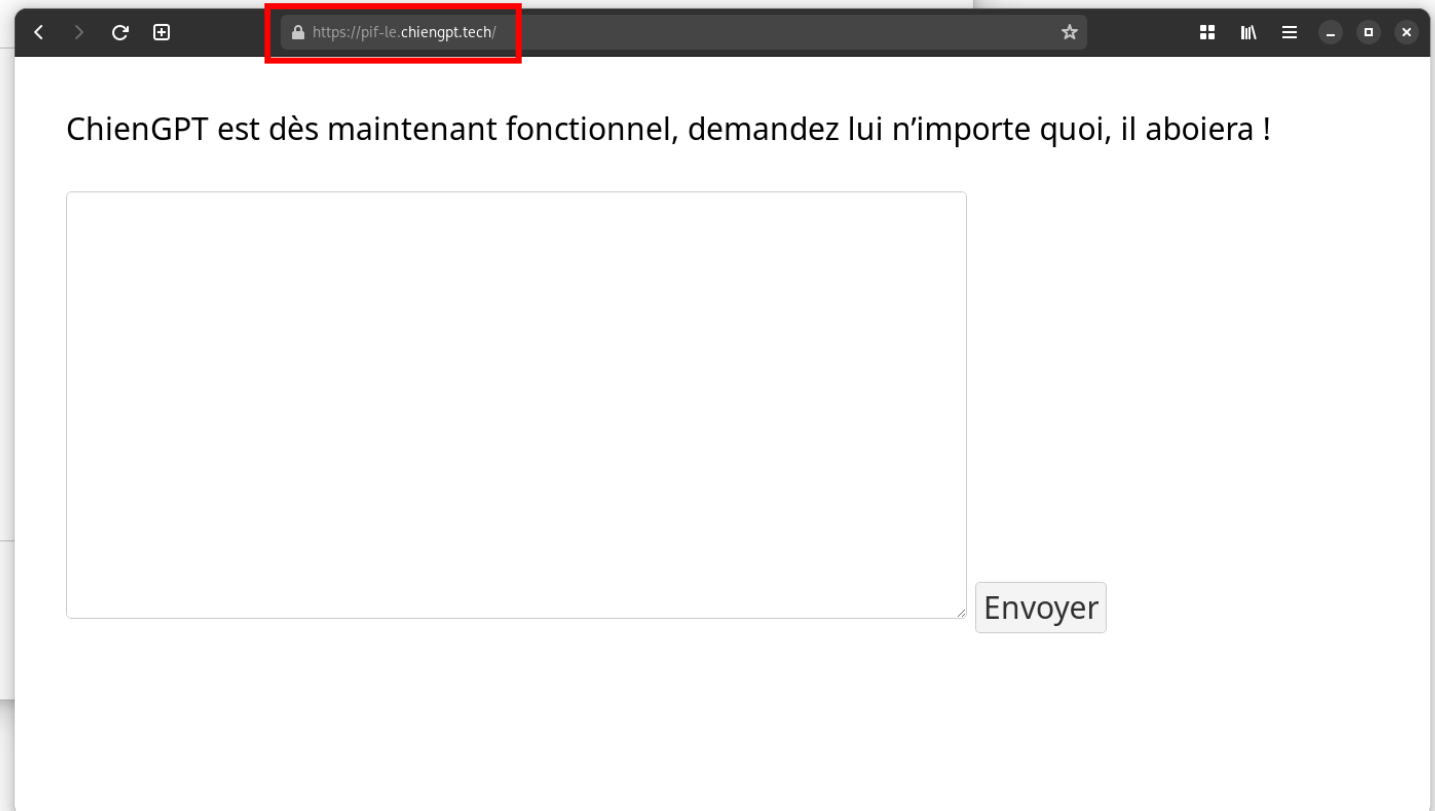 https://pif-le.chiengpt.tech/
ChienGPT est dès maintenant fonctionnel, demandez lui n’importe quoi, il aboiera !
Envoyer